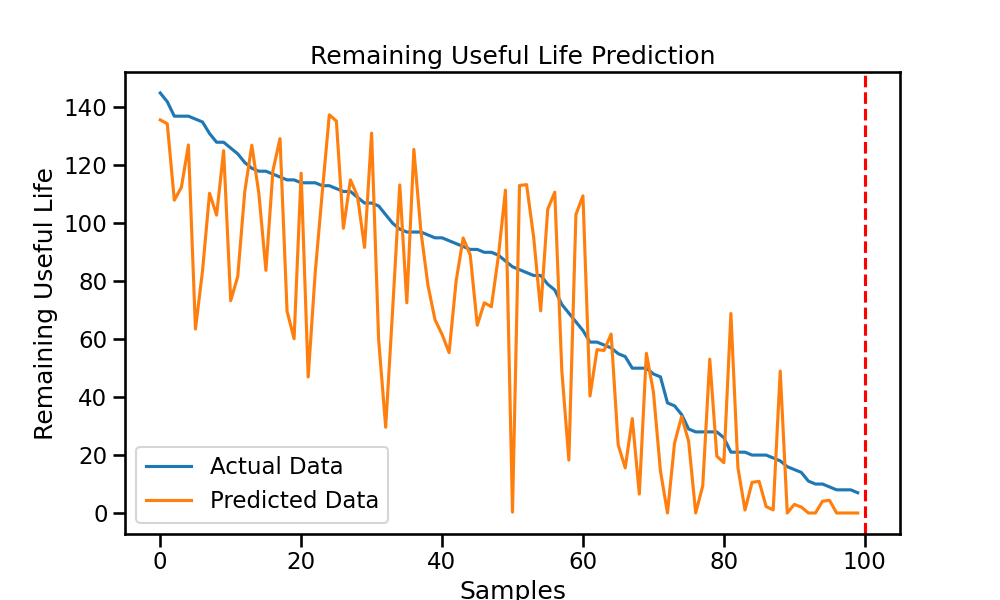 Remaining Useful Life Prediction
Remaining Useful Life
140
120
100
80
60
40
20
0
Actual Data
Predicted Data
0 20 40 60 80 100
Samples